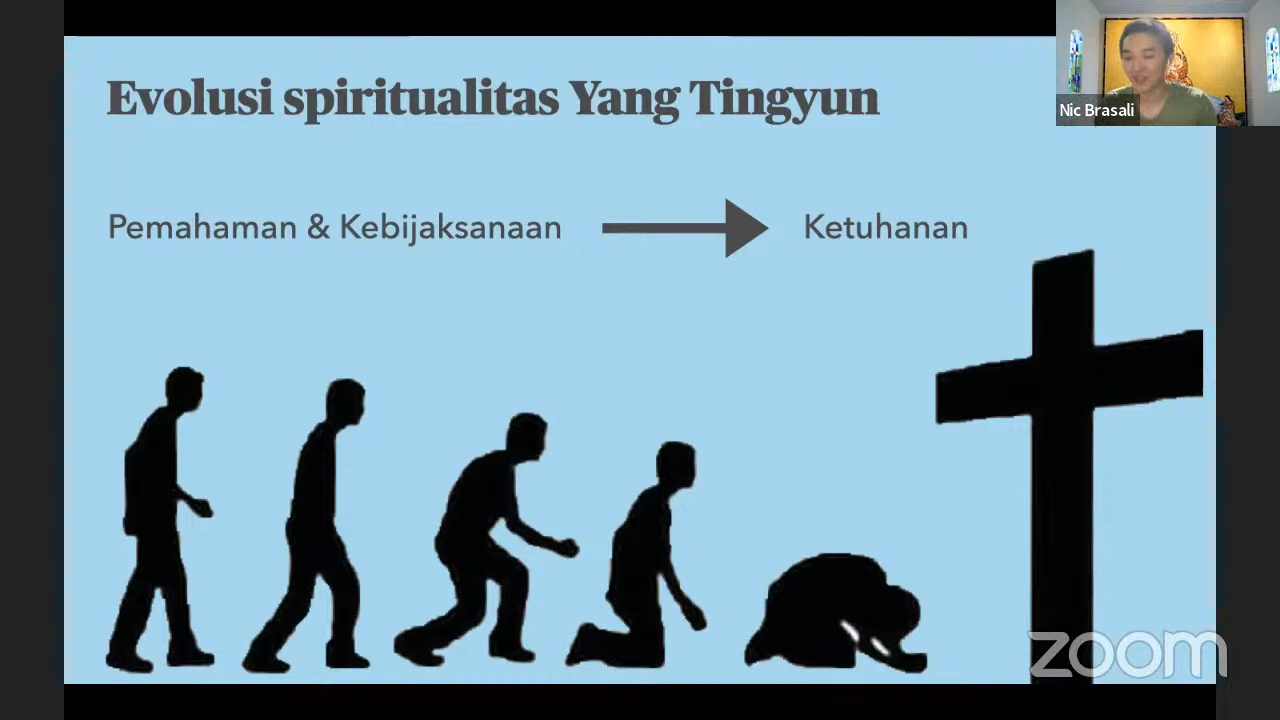 Evolusi spiritualitas Yang Tingyun
Nic Brasali
Pemahaman & Kebijaksanaan
Ketuhanan
zoom